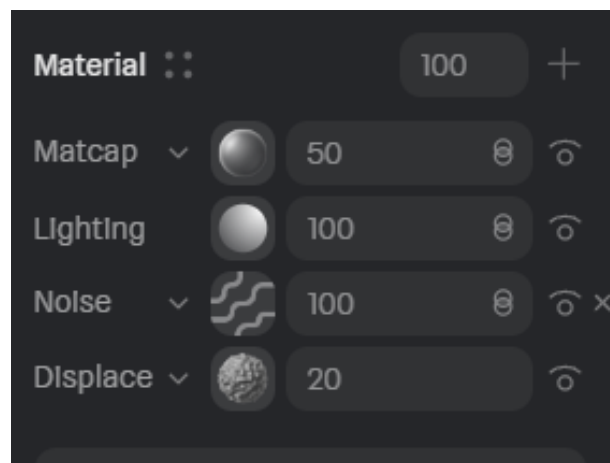 Material 100
Matcap 50
Lighting 100
Noise 100
Displace 20